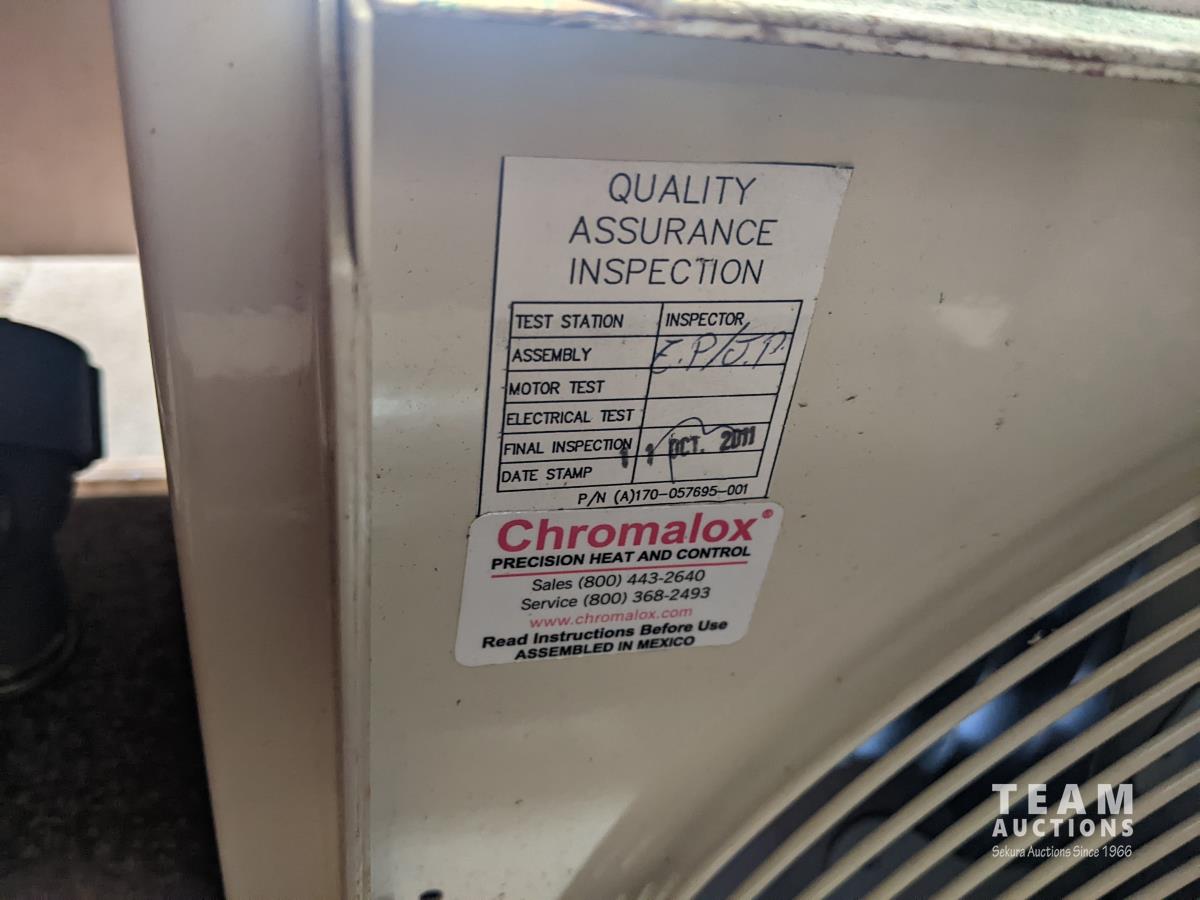 QUALITY
ASSURANCE
INSPECTION
TEST STATION INSPECTOR
ASSEMBLY E.P/J.P.
MOTOR TEST
ELECTRICAL TEST
FINAL INSPECTION
DATE STAMP 11 OCT. 2011
P/N (A)170-057695-001
Chromalox®
PRECISION HEAT AND CONTROL
Sales (800) 443-2640
Service (800) 368-2493
www.chromalox.com
Read Instructions Before Use
ASSEMBLED IN MEXICO
TEAM
AUCTIONS
Sekura Auctions Since 1966